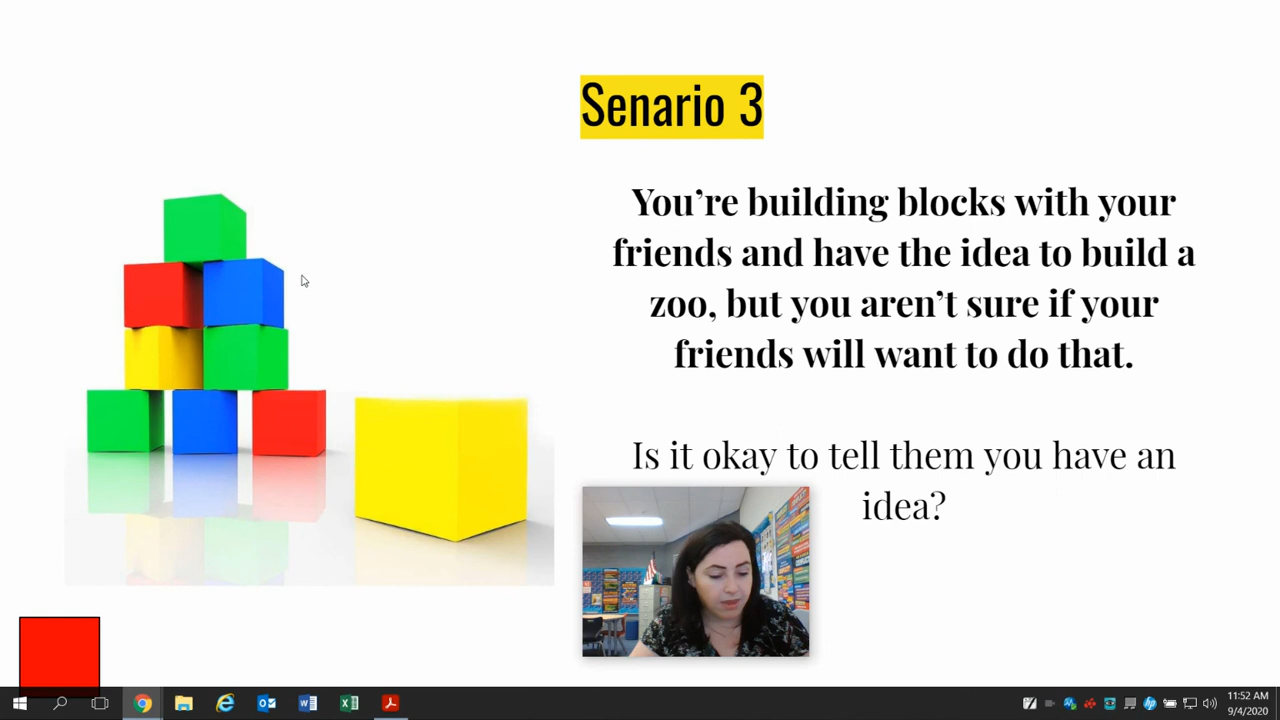 Senario 3
You’re building blocks with your
friends and have the idea to build a
zoo, but you aren’t sure if your
friends will want to do that.
Is it okay to tell them you have an
idea?
11:52 AM
9/4/2020